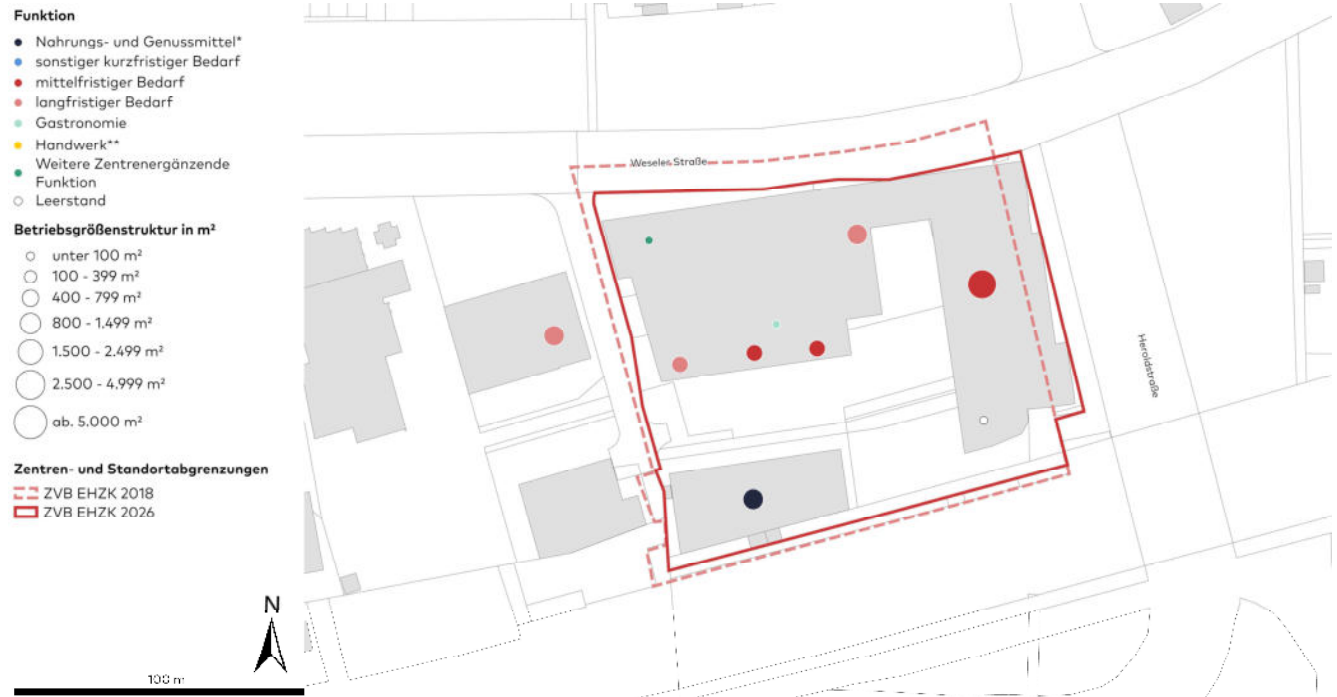 Funktion
Nahrungs- und Genussmittel*
sonstiger kurzfristiger Bedarf
mittelfristiger Bedarf
langfristiger Bedarf
Gastronomie
Handwerk**
Weitere Zentrenergänzende
Funktion
Leerstand
Betriebsgrößenstruktur in m²
unter 100 m²
100 - 399 m²
400 - 799 m²
800 - 1.499 m²
1.500 - 2.499 m²
2.500 - 4.999 m²
ab. 5.000 m²
Zentren- und Standortabgrenzungen
ZVB EHZK 2018
ZVB EHZK 2026
N
100 m
Weseler Straße
Heroldstraße